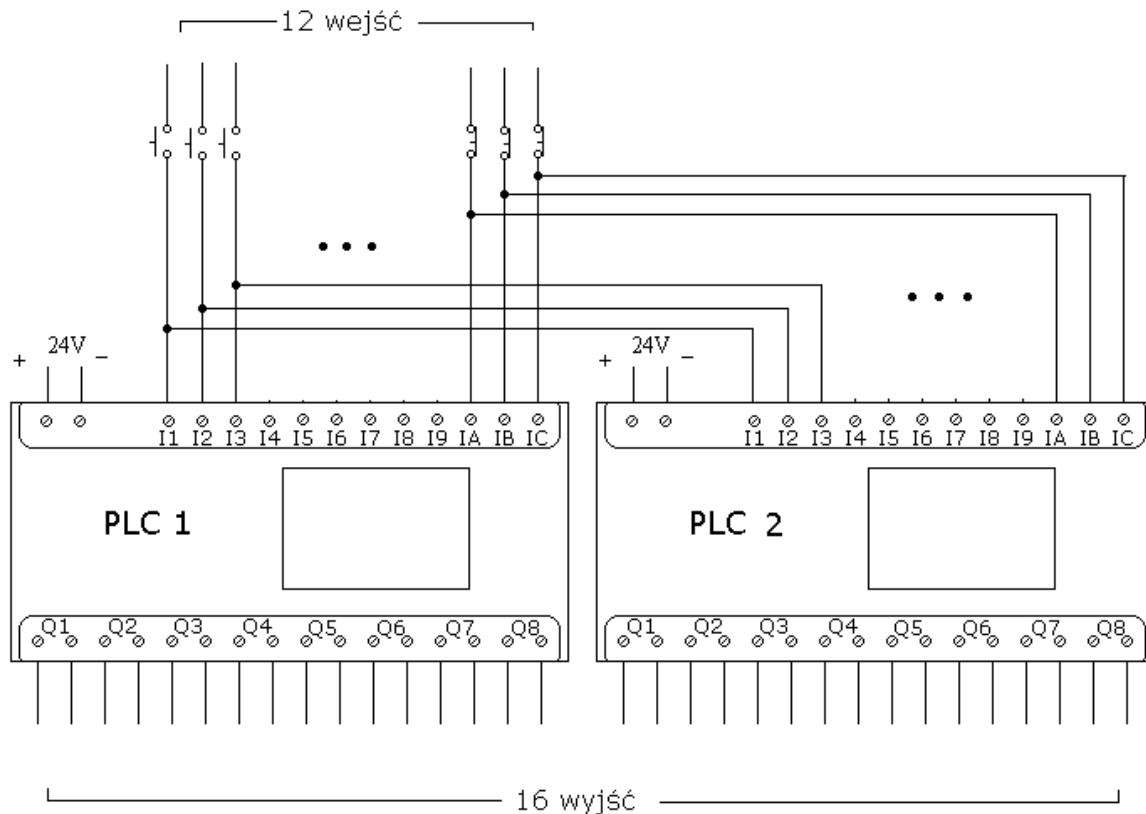 12 wejść
+ 24V –
+ 24V –
I1 I2 I3 I4 I5 I6 I7 I8 I9 IA IB IC
I1 I2 I3 I4 I5 I6 I7 I8 I9 IA IB IC
PLC 1
PLC 2
Q1 Q2 Q3 Q4 Q5 Q6 Q7 Q8
Q1 Q2 Q3 Q4 Q5 Q6 Q7 Q8
16 wyjść